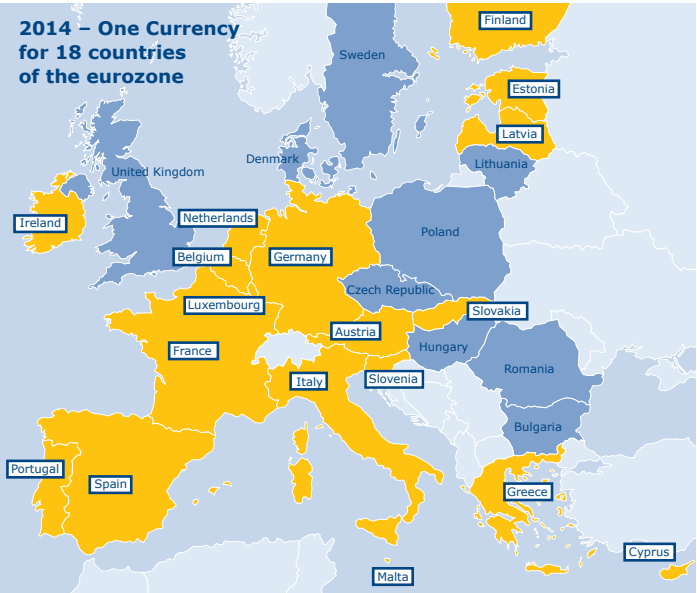 2014 – One Currency
for 18 countries
of the eurozone
Finland
Sweden
Estonia
Latvia
Denmark
Lithuania
United Kingdom
Netherlands
Ireland
Poland
Belgium
Germany
Czech Republic
Luxembourg
Slovakia
Austria
Hungary
France
Romania
Italy
Slovenia
Bulgaria
Portugal
Spain
Greece
Cyprus
Malta